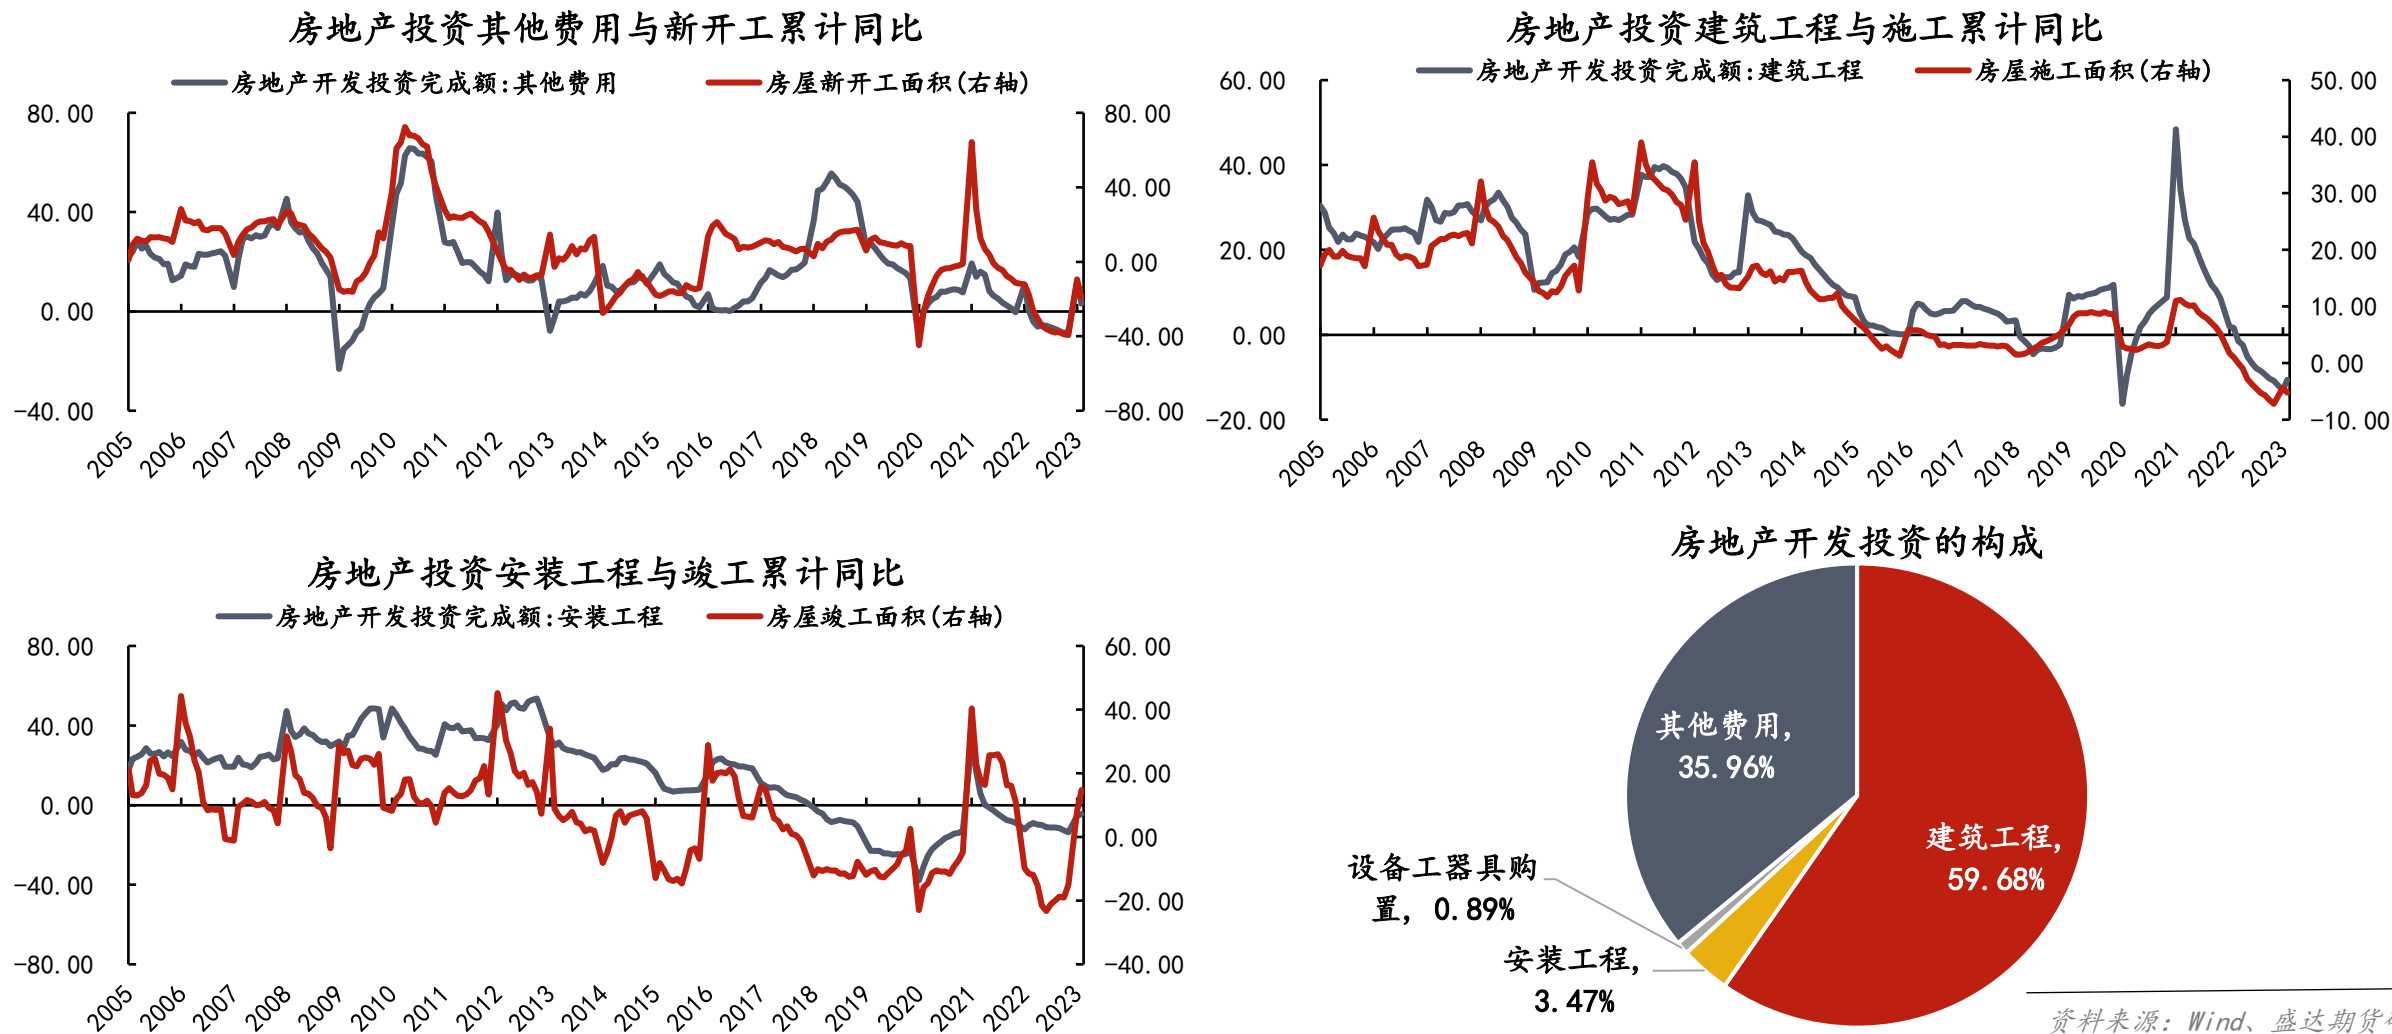 房地产投资其他费用与新开工累计同比
房地产开发投资完成额:其他费用
房屋新开工面积(右轴)
80.00
40.00
0.00
-40.00
80.00
40.00
0.00
-40.00
-80.00
2005 2006 2007 2008 2009 2010 2011 2012 2013 2014 2015 2016 2017 2018 2019 2020 2021 2022 2023
房地产投资建筑工程与施工累计同比
房地产开发投资完成额:建筑工程
房屋施工面积(右轴)
60.00
40.00
20.00
0.00
-20.00
50.00
40.00
30.00
20.00
10.00
0.00
-10.00
2005 2006 2007 2008 2009 2010 2011 2012 2013 2014 2015 2016 2017 2018 2019 2020 2021 2022 2023
房地产投资安装工程与竣工累计同比
房地产开发投资完成额:安装工程
房屋竣工面积(右轴)
80.00
40.00
0.00
-40.00
-80.00
60.00
40.00
20.00
0.00
-20.00
-40.00
2005 2006 2007 2008 2009 2010 2011 2012 2013 2014 2015 2016 2017 2018 2019 2020 2021 2022 2023
房地产开发投资的构成
其他费用,
35.96%
建筑工程,
59.68%
设备工器具购
置, 0.89%
安装工程,
3.47%
资料来源: Wind、盛达期货